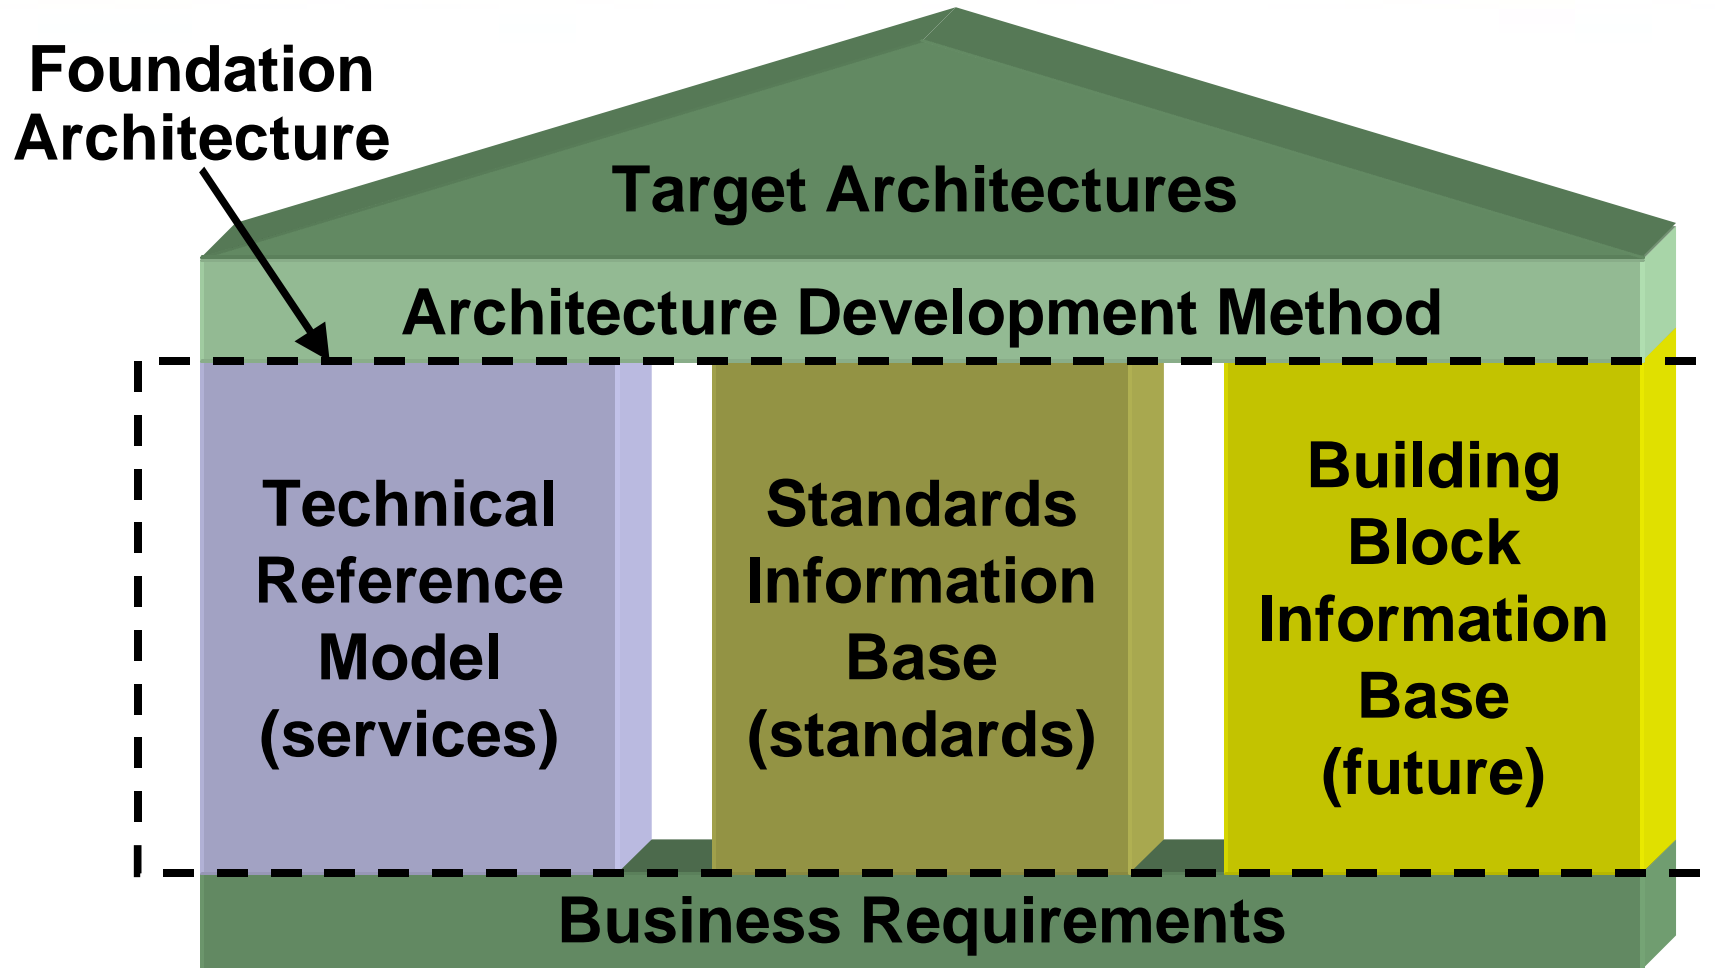 Foundation
Architecture
Target Architectures
Architecture Development Method
Technical
Reference
Model
(services)
Standards
Information
Base
(standards)
Building
Block
Information
Base
(future)
Business Requirements